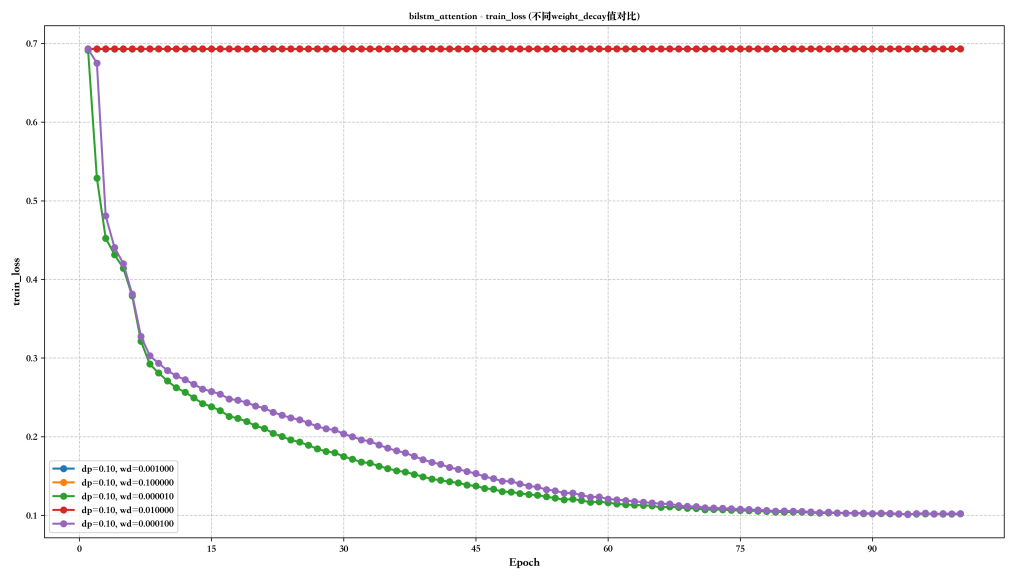 bilstm_attention - train_loss (不同weight_decay值对比)
0.7
0.6
0.5
0.4
0.3
0.2
0.1
train_loss
dp=0.10, wd=0.001000
dp=0.10, wd=0.100000
dp=0.10, wd=0.000010
dp=0.10, wd=0.010000
dp=0.10, wd=0.000100
0 15 30 45 60 75 90
Epoch